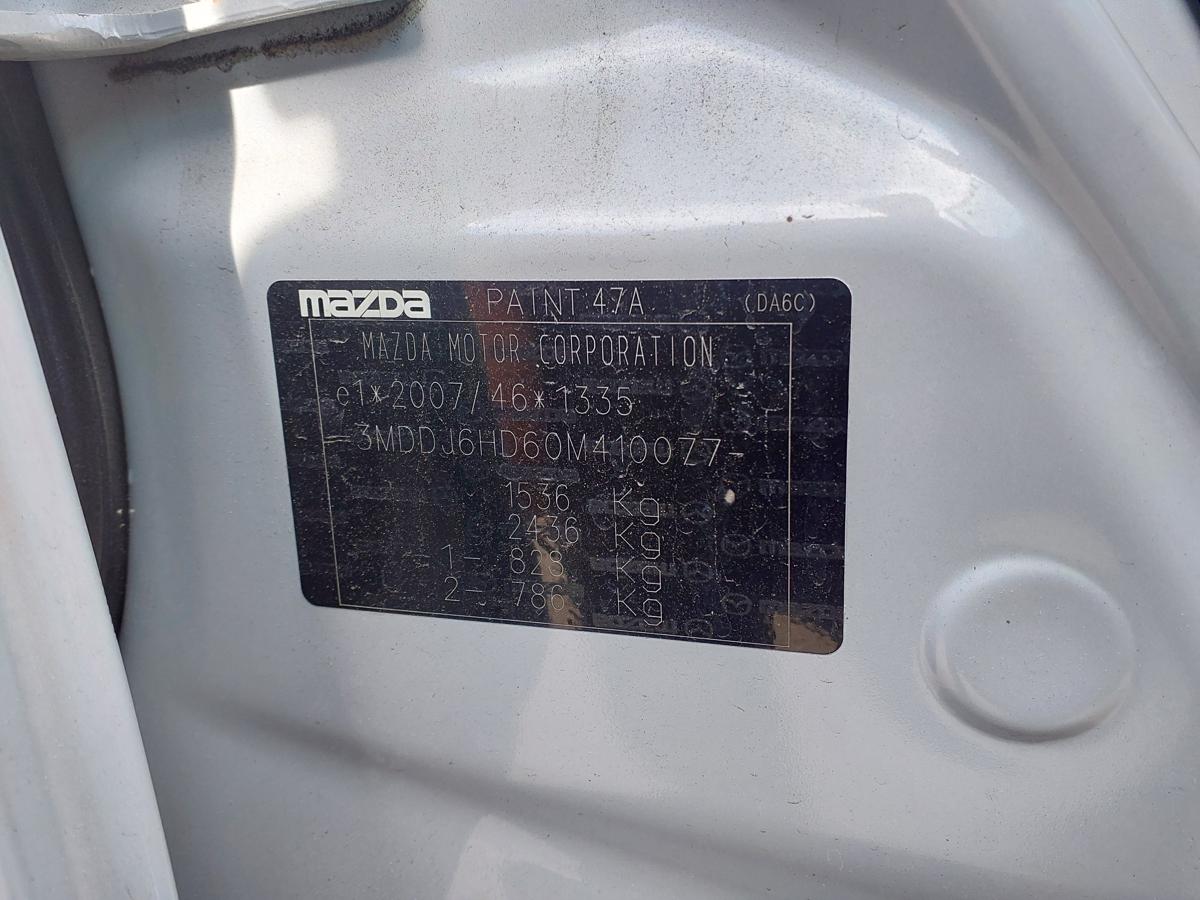 mazda PAINT 47A (DA6C)
MAZDA MOTOR CORPORATION
e1*2007/46*1335
-3MDDJ6HD60M410027-
1536 Kg
2436 Kg
1- 828 Kg
2- 786 Kg